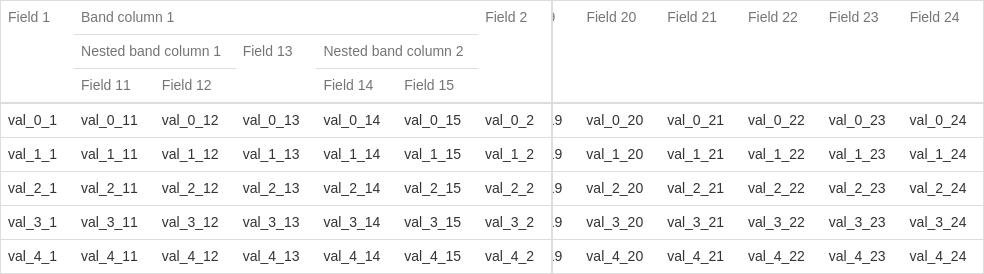 Field 1 Band column 1 Field 2 Field 20 Field 21 Field 22 Field 23 Field 24
Nested band column 1 Field 13 Nested band column 2
Field 11 Field 12 Field 14 Field 15
val_0_1 val_0_11 val_0_12 val_0_13 val_0_14 val_0_15 val_0_2 .9 val_0_20 val_0_21 val_0_22 val_0_23 val_0_24
val_1_1 val_1_11 val_1_12 val_1_13 val_1_14 val_1_15 val_1_2 .9 val_1_20 val_1_21 val_1_22 val_1_23 val_1_24
val_2_1 val_2_11 val_2_12 val_2_13 val_2_14 val_2_15 val_2_2 .9 val_2_20 val_2_21 val_2_22 val_2_23 val_2_24
val_3_1 val_3_11 val_3_12 val_3_13 val_3_14 val_3_15 val_3_2 .9 val_3_20 val_3_21 val_3_22 val_3_23 val_3_24
val_4_1 val_4_11 val_4_12 val_4_13 val_4_14 val_4_15 val_4_2 .9 val_4_20 val_4_21 val_4_22 val_4_23 val_4_24